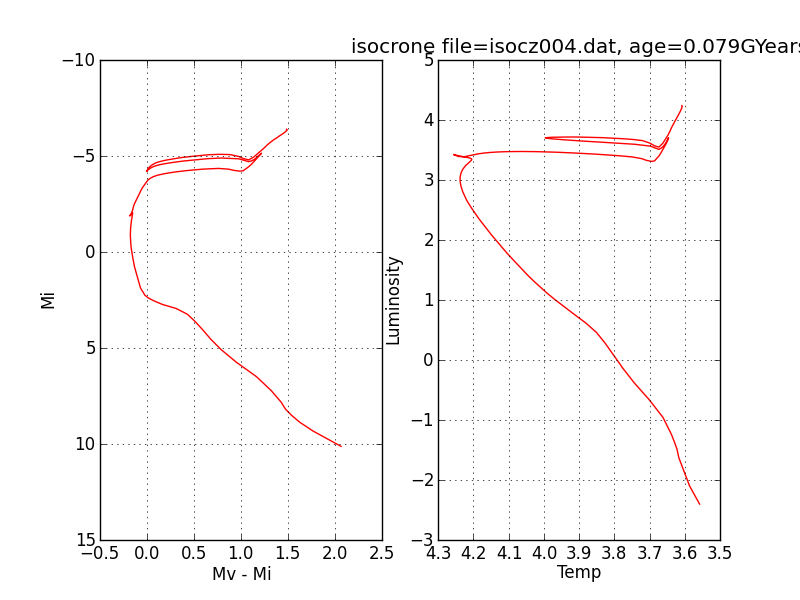 isocrone file=isocz004.dat, age=0.079GYears
−10
−5
0
5
10
15
Mi
−0.5 0.0 0.5 1.0 1.5 2.0 2.5
Mv - Mi
5
4
3
2
1
0
−1
−2
−3
Luminosity
4.3 4.2 4.1 4.0 3.9 3.8 3.7 3.6 3.5
Temp